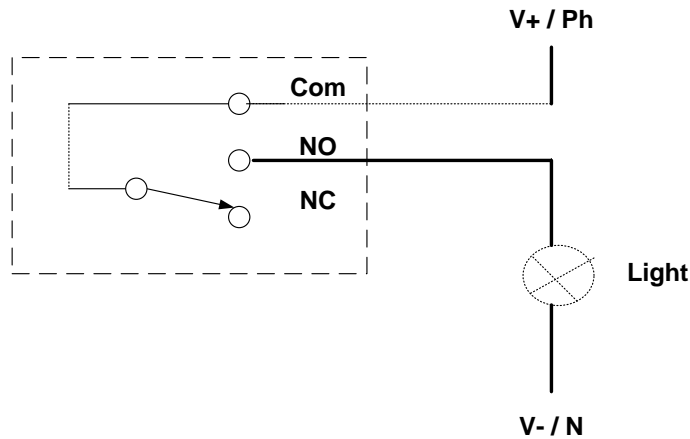 V+ / Ph
Com
NO
NC
Light
V- / N